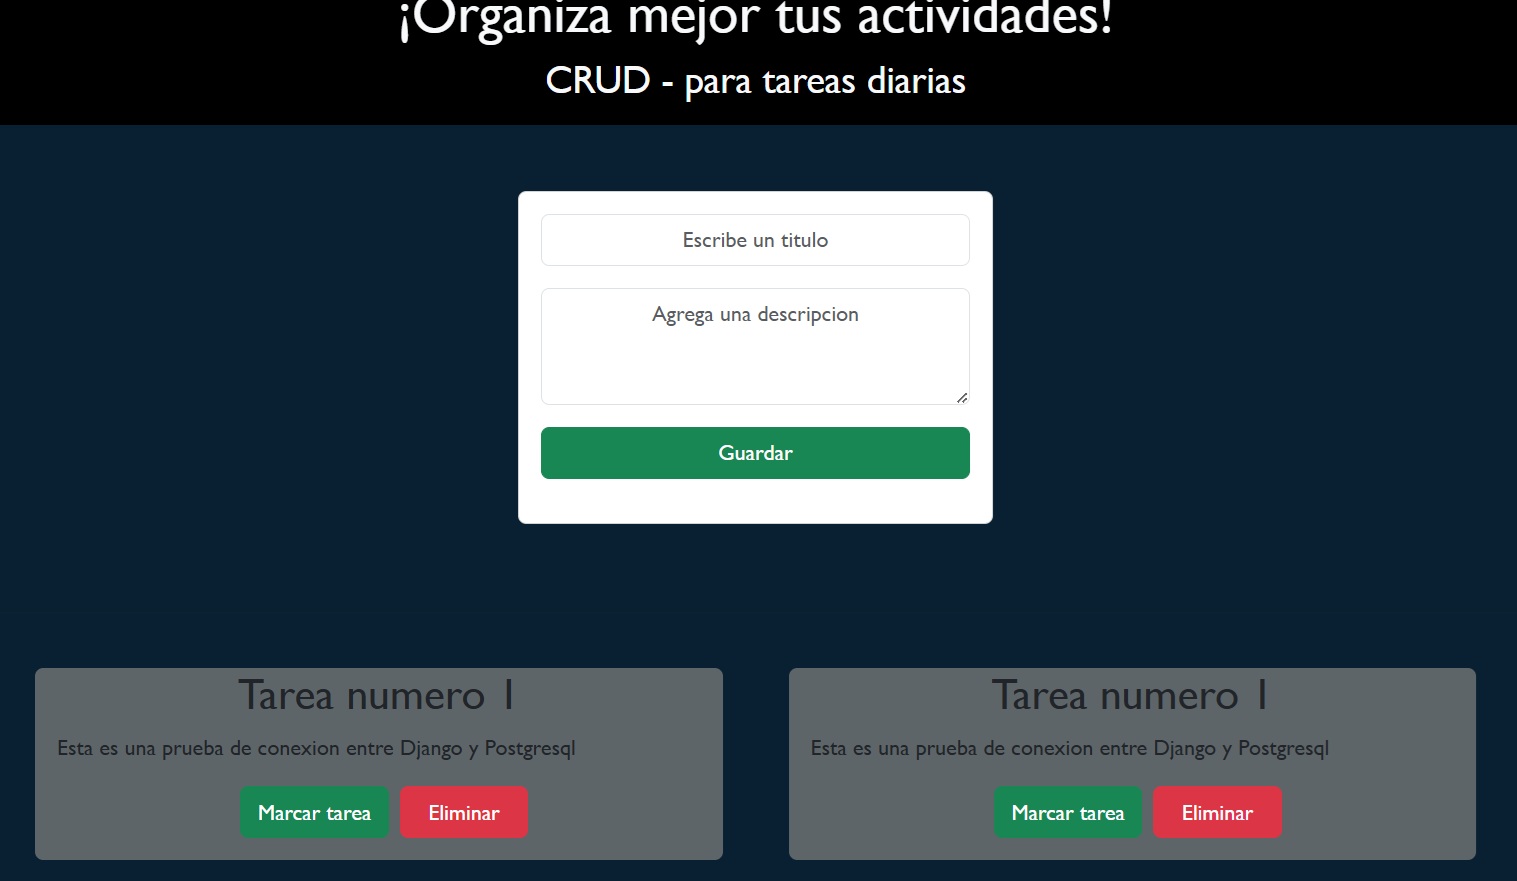 ¡Organiza mejor tus actividades!
CRUD - para tareas diarias
Escribe un titulo
Agrega una descripcion
Guardar
Tarea numero 1
Esta es una prueba de conexion entre Django y Postgresql
Marcar tarea
Eliminar
Tarea numero 1
Esta es una prueba de conexion entre Django y Postgresql
Marcar tarea
Eliminar